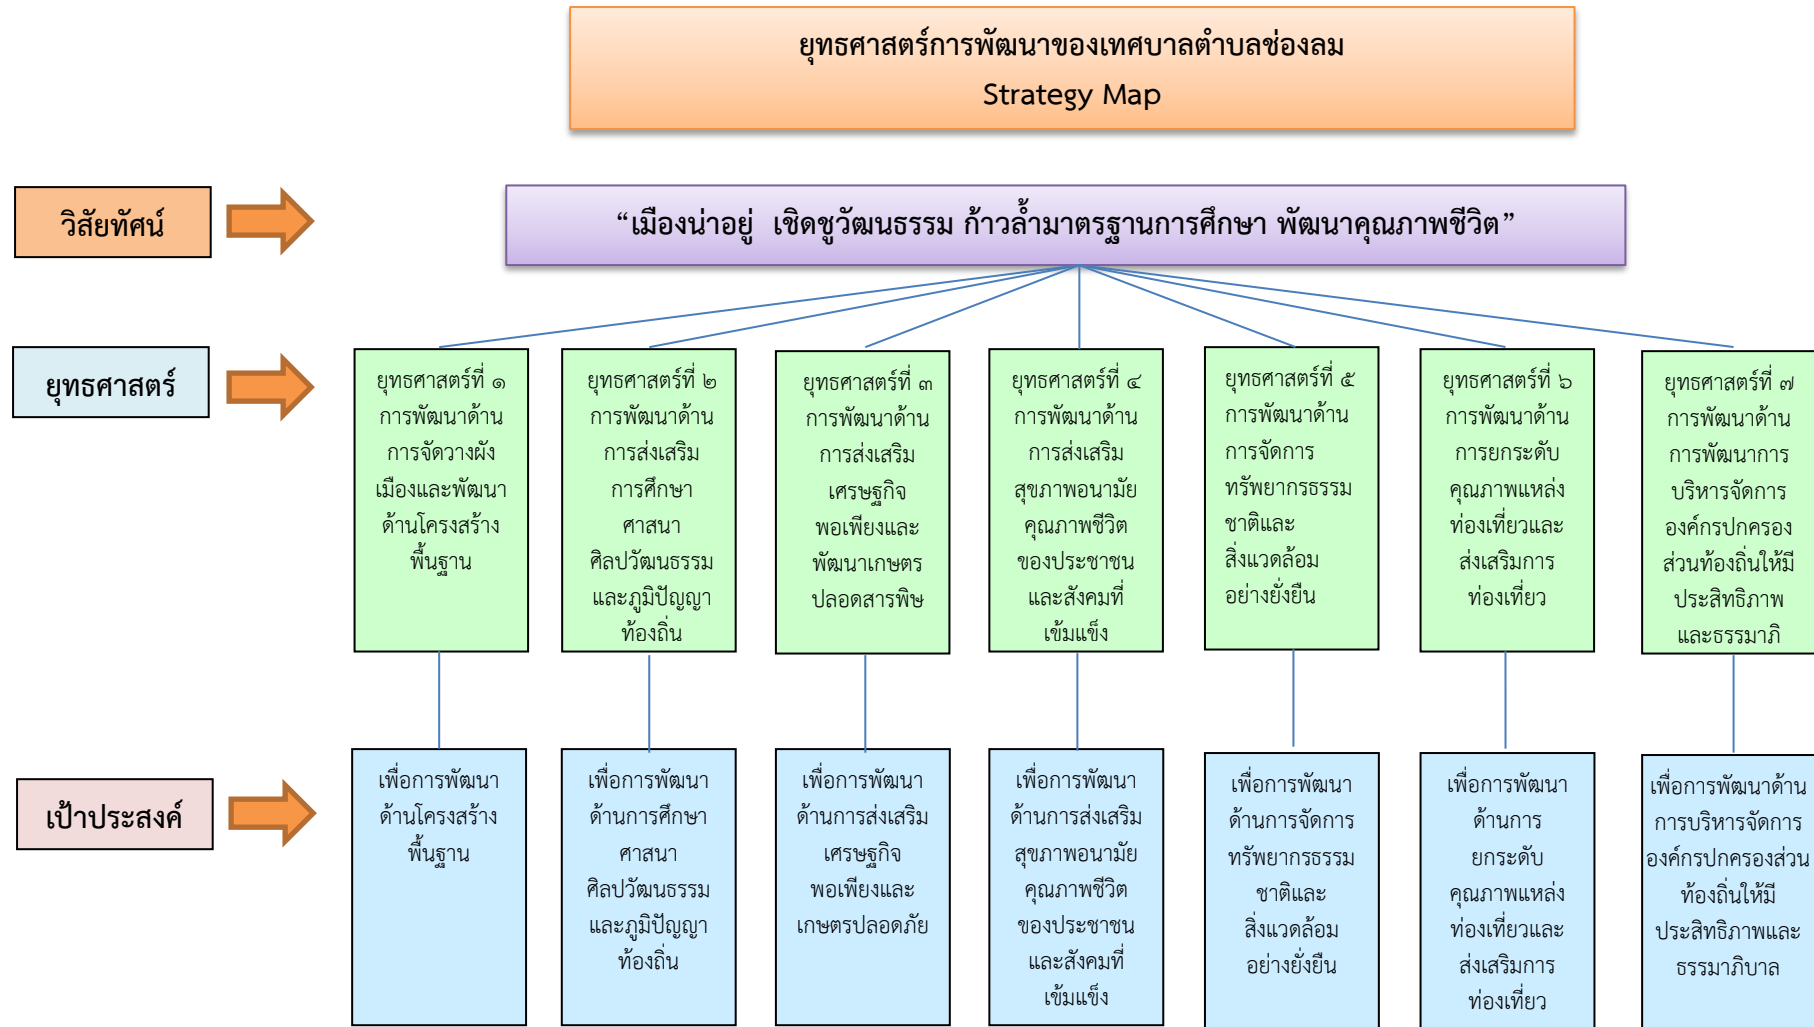 ยุทธศาสตร์การพัฒนาของเทศบาลตำบลช่องลม
Strategy Map
วิสัยทัศน์
“เมืองน่าอยู่ เชิดชูวัฒนธรรม ก้าวล้ำมาตรฐานการศึกษา พัฒนาคุณภาพชีวิต”
ยุทธศาสตร์
ยุทธศาสตร์ที่ ๑
การพัฒนาด้าน
การจัดวางผัง
เมืองและพัฒนา
ด้านโครงสร้าง
พื้นฐาน
ยุทธศาสตร์ที่ ๒
การพัฒนาด้าน
การส่งเสริม
การศึกษา
ศาสนา
ศิลปวัฒนธรรม
และภูมิปัญญา
ท้องถิ่น
ยุทธศาสตร์ที่ ๓
การพัฒนาด้าน
การส่งเสริม
เศรษฐกิจ
พอเพียงและ
พัฒนาเกษตร
ปลอดสารพิษ
ยุทธศาสตร์ที่ ๔
การพัฒนาด้าน
การส่งเสริม
สุขภาพอนามัย
คุณภาพชีวิต
ของประชาชน
และสังคมที่
เข้มแข็ง
ยุทธศาสตร์ที่ ๕
การพัฒนาด้าน
การจัดการ
ทรัพยากรธรรม
ชาติและ
สิ่งแวดล้อม
อย่างยั่งยืน
ยุทธศาสตร์ที่ ๖
การพัฒนาด้าน
การยกระดับ
คุณภาพแหล่ง
ท่องเที่ยวและ
ส่งเสริมการ
ท่องเที่ยว
ยุทธศาสตร์ที่ ๗
การพัฒนาด้าน
การพัฒนาการ
บริหารจัดการ
องค์กรปกครอง
ส่วนท้องถิ่นให้มี
ประสิทธิภาพ
และธรรมาภิ
เป้าประสงค์
เพื่อการพัฒนา
ด้านโครงสร้าง
พื้นฐาน
เพื่อการพัฒนา
ด้านการศึกษา
ศาสนา
ศิลปวัฒนธรรม
และภูมิปัญญา
ท้องถิ่น
เพื่อการพัฒนา
ด้านการส่งเสริม
เศรษฐกิจ
พอเพียงและ
เกษตรปลอดภัย
เพื่อการพัฒนา
ด้านการส่งเสริม
สุขภาพอนามัย
คุณภาพชีวิต
ของประชาชน
และสังคมที่
เข้มแข็ง
เพื่อการพัฒนา
ด้านการจัดการ
ทรัพยากรธรรม
ชาติและ
สิ่งแวดล้อม
อย่างยั่งยืน
เพื่อการพัฒนา
ด้านการ
ยกระดับ
คุณภาพแหล่ง
ท่องเที่ยวและ
ส่งเสริมการ
ท่องเที่ยว
เพื่อการพัฒนาด้าน
การบริหารจัดการ
องค์กรปกครองส่วน
ท้องถิ่นให้มี
ประสิทธิภาพและ
ธรรมาภิบาล